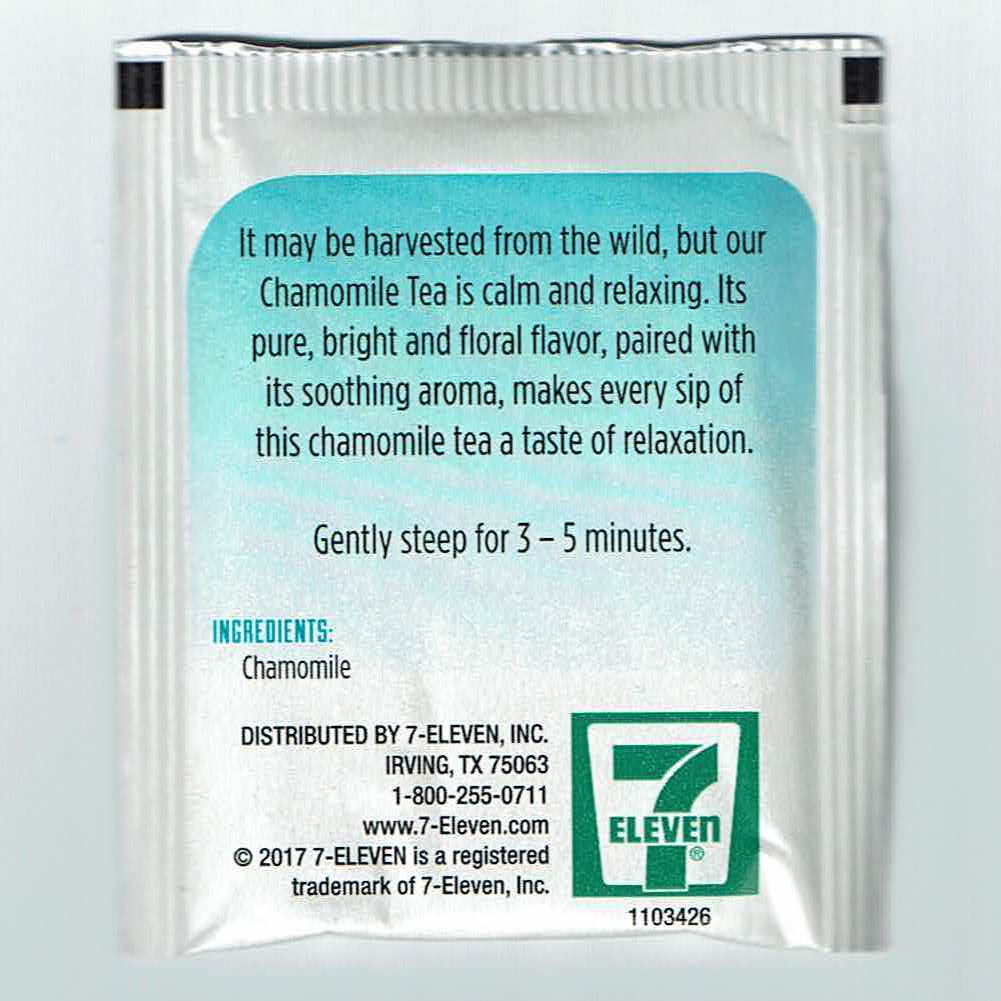 It may be harvested from the wild, but our
Chamomile Tea is calm and relaxing. Its
pure, bright and floral flavor, paired with
its soothing aroma, makes every sip of
this chamomile tea a taste of relaxation.
Gently steep for 3 – 5 minutes.
INGREDIENTS:
Chamomile
DISTRIBUTED BY 7-ELEVEN, INC.
IRVING, TX 75063
1-800-255-0711
www.7-Eleven.com
© 2017 7-ELEVEN is a registered
trademark of 7-Eleven, Inc.
7
ELEVEn
®
1103426